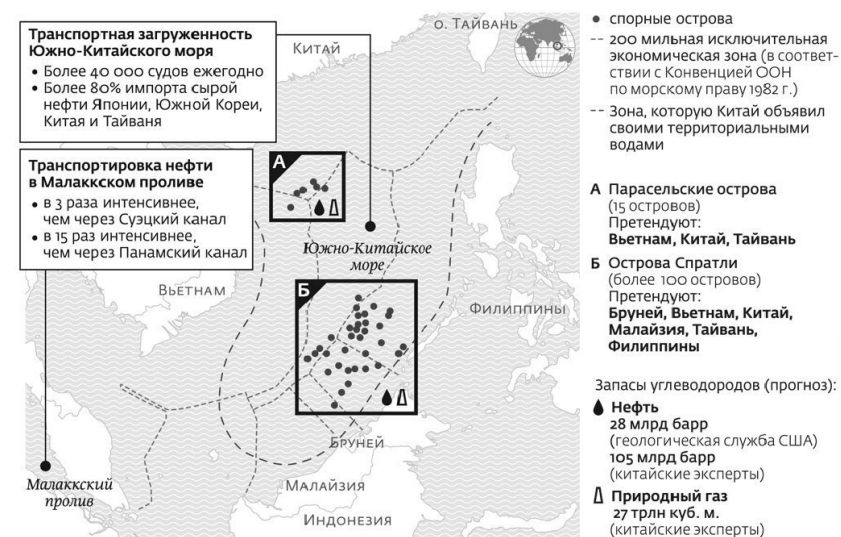 Транспортная загруженность
Южно-Китайского моря
• Более 40 000 судов ежегодно
• Более 80% импорта сырой
нефти Японии, Южной Кореи,
Китая и Тайваня
Транспортировка нефти
в Малаккском проливе
• в 3 раза интенсивнее,
чем через Суэцкий канал
• в 15 раз интенсивнее,
чем через Панамский канал
Китай
о. Тайвань
А
Южно-Китайское
море
Вьетнам
Б
Филиппины
Бруней
Малайзия
Индонезия
Малаккский
пролив
спорные острова
200 мильная исключительная
экономическая зона (в соответ-
ствии с Конвенцией ООН
по морскому праву 1982 г.)
Зона, которую Китай объявил
своими территориальными
водами
А Парасельские острова
(15 островов)
Претендуют:
Вьетнам, Китай, Тайвань
Б Острова Спратли
(более 100 островов)
Претендуют:
Бруней, Вьетнам, Китай,
Малайзия, Тайвань,
Филиппины
Запасы углеводородов (прогноз):
Нефть
28 млрд барр
(геологическая служба США)
105 млрд барр
(китайские эксперты)
Природный газ
27 трлн куб. м.
(китайские эксперты)